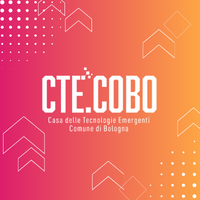 CTE.COBO
Casa delle Tecnologie Emergenti
Comune di Bologna